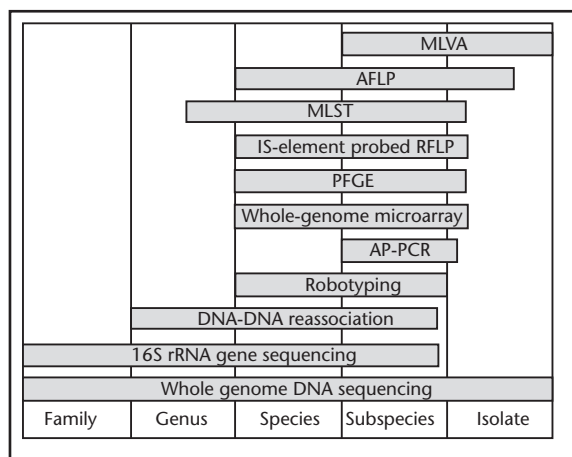 MLVA
AFLP
MLST
IS-element probed RFLP
PFGE
Whole-genome microarray
AP-PCR
Robotyping
DNA-DNA reassociation
16S rRNA gene sequencing
Whole genome DNA sequencing
Family Genus Species Subspecies Isolate